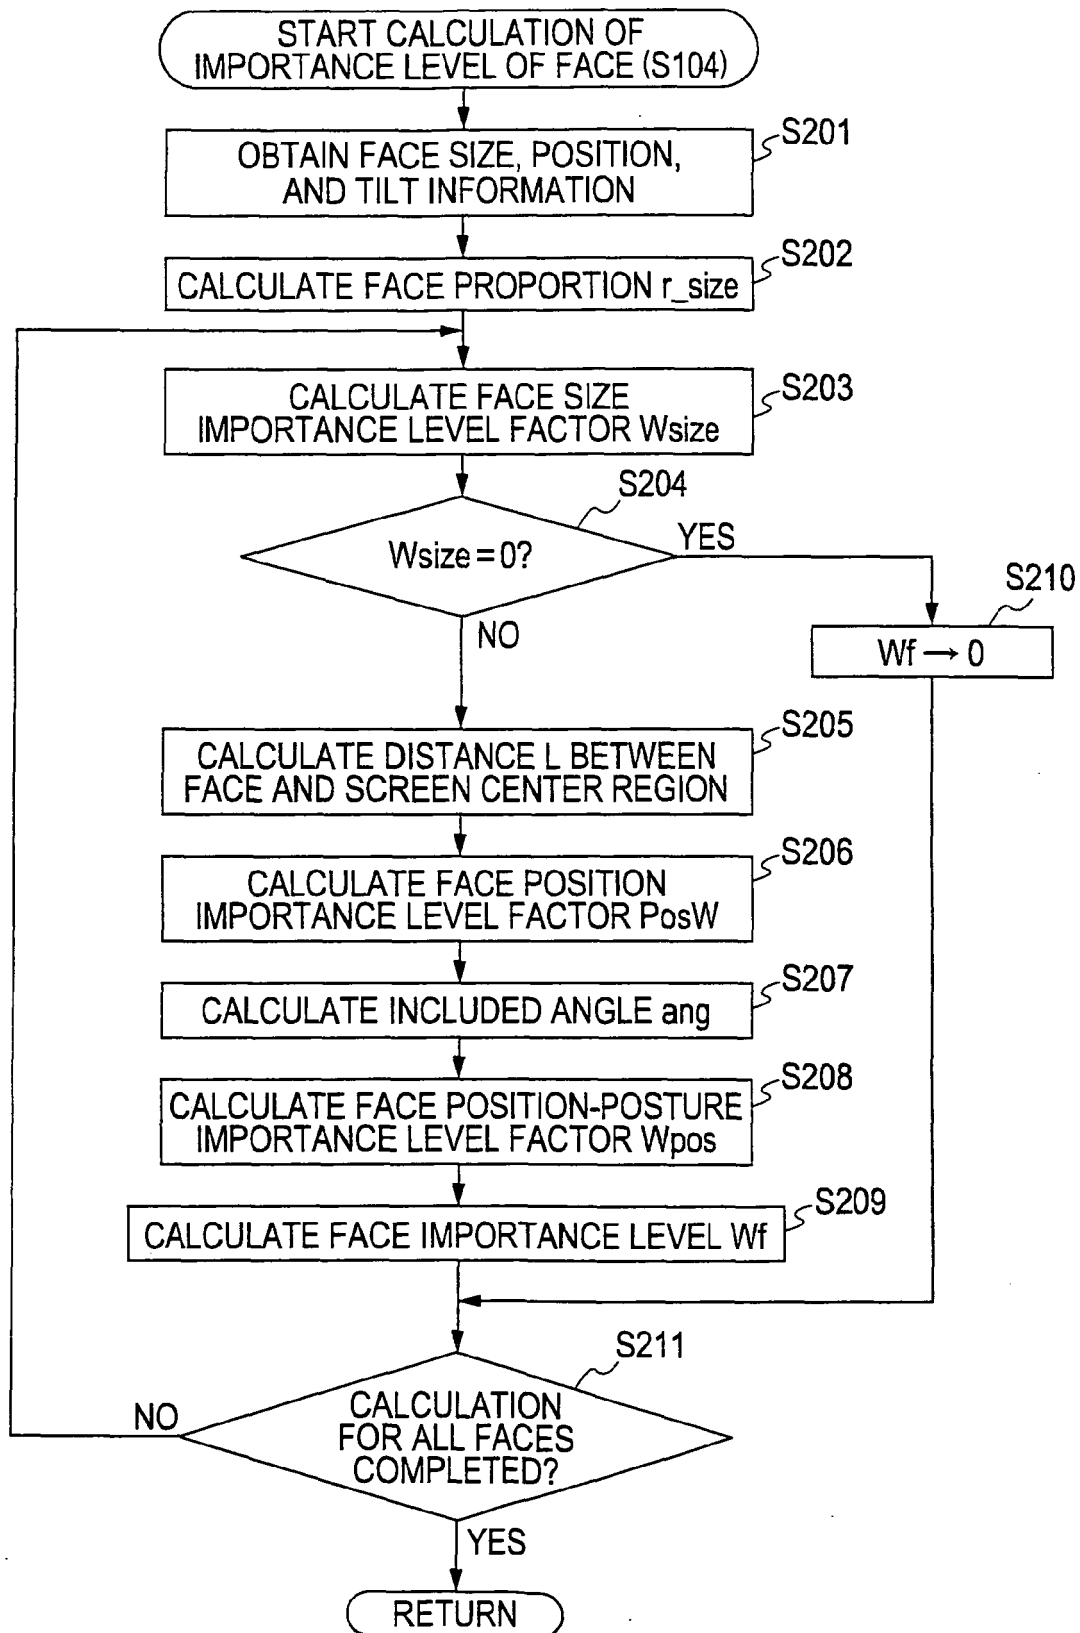 START CALCULATION OF
IMPORTANCE LEVEL OF FACE (S104)
S201
OBTAIN FACE SIZE, POSITION,
AND TILT INFORMATION
S202
CALCULATE FACE PROPORTION r_size
S203
CALCULATE FACE SIZE
IMPORTANCE LEVEL FACTOR Wsize
S204
Wsize = 0?
YES
NO
S210
Wf → 0
S205
CALCULATE DISTANCE L BETWEEN
FACE AND SCREEN CENTER REGION
S206
CALCULATE FACE POSITION
IMPORTANCE LEVEL FACTOR PosW
S207
CALCULATE INCLUDED ANGLE ang
S208
CALCULATE FACE POSITION-POSTURE
IMPORTANCE LEVEL FACTOR Wpos
S209
CALCULATE FACE IMPORTANCE LEVEL Wf
S211
NO
CALCULATION
FOR ALL FACES
COMPLETED?
YES
RETURN